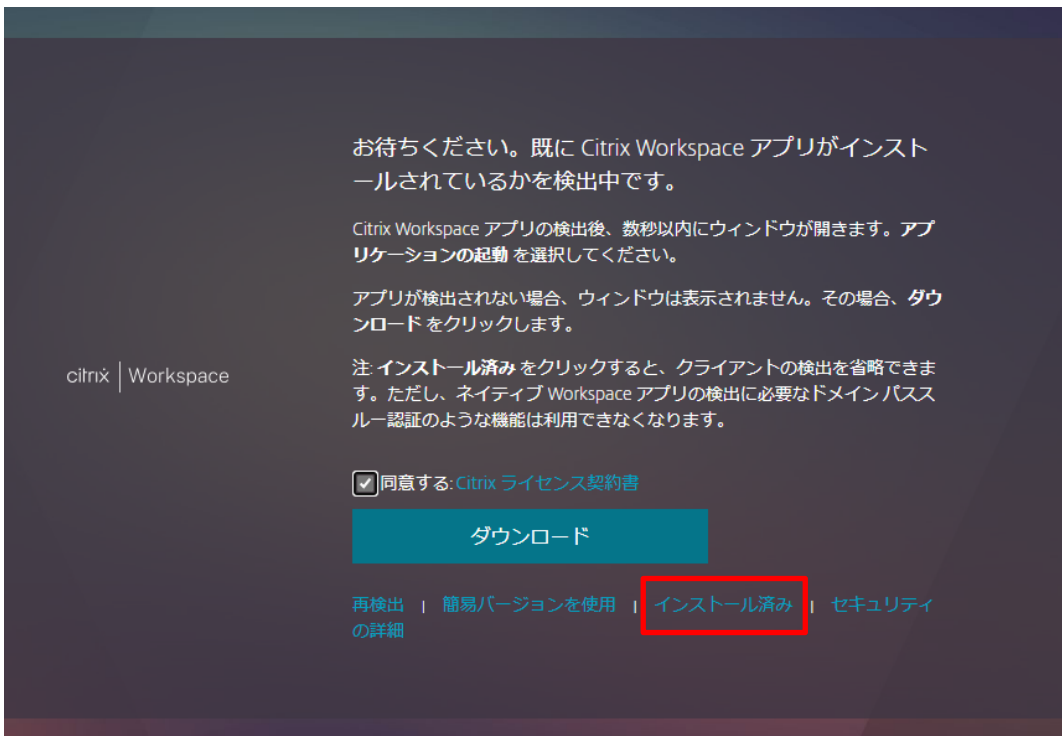 お待ちください。既に Citrix Workspace アプリがインスト
ールされているかを検出中です。
Citrix Workspace アプリの検出後、数秒以内にウィンドウが開きます。アプ
リケーションの起動 を選択してください。
アプリが検出されない場合、ウィンドウは表示されません。その場合、ダウ
ンロード をクリックします。
citrix | Workspace
注: インストール済み をクリックすると、クライアントの検出を省略できま
す。ただし、ネイティブ Workspace アプリの検出に必要なドメイン パスス
ルー認証のような機能は利用できなくなります。
同意する: Citrix ライセンス契約書
ダウンロード
再検出 | 簡易バージョンを使用 | インストール済み | セキュリティ
の詳細